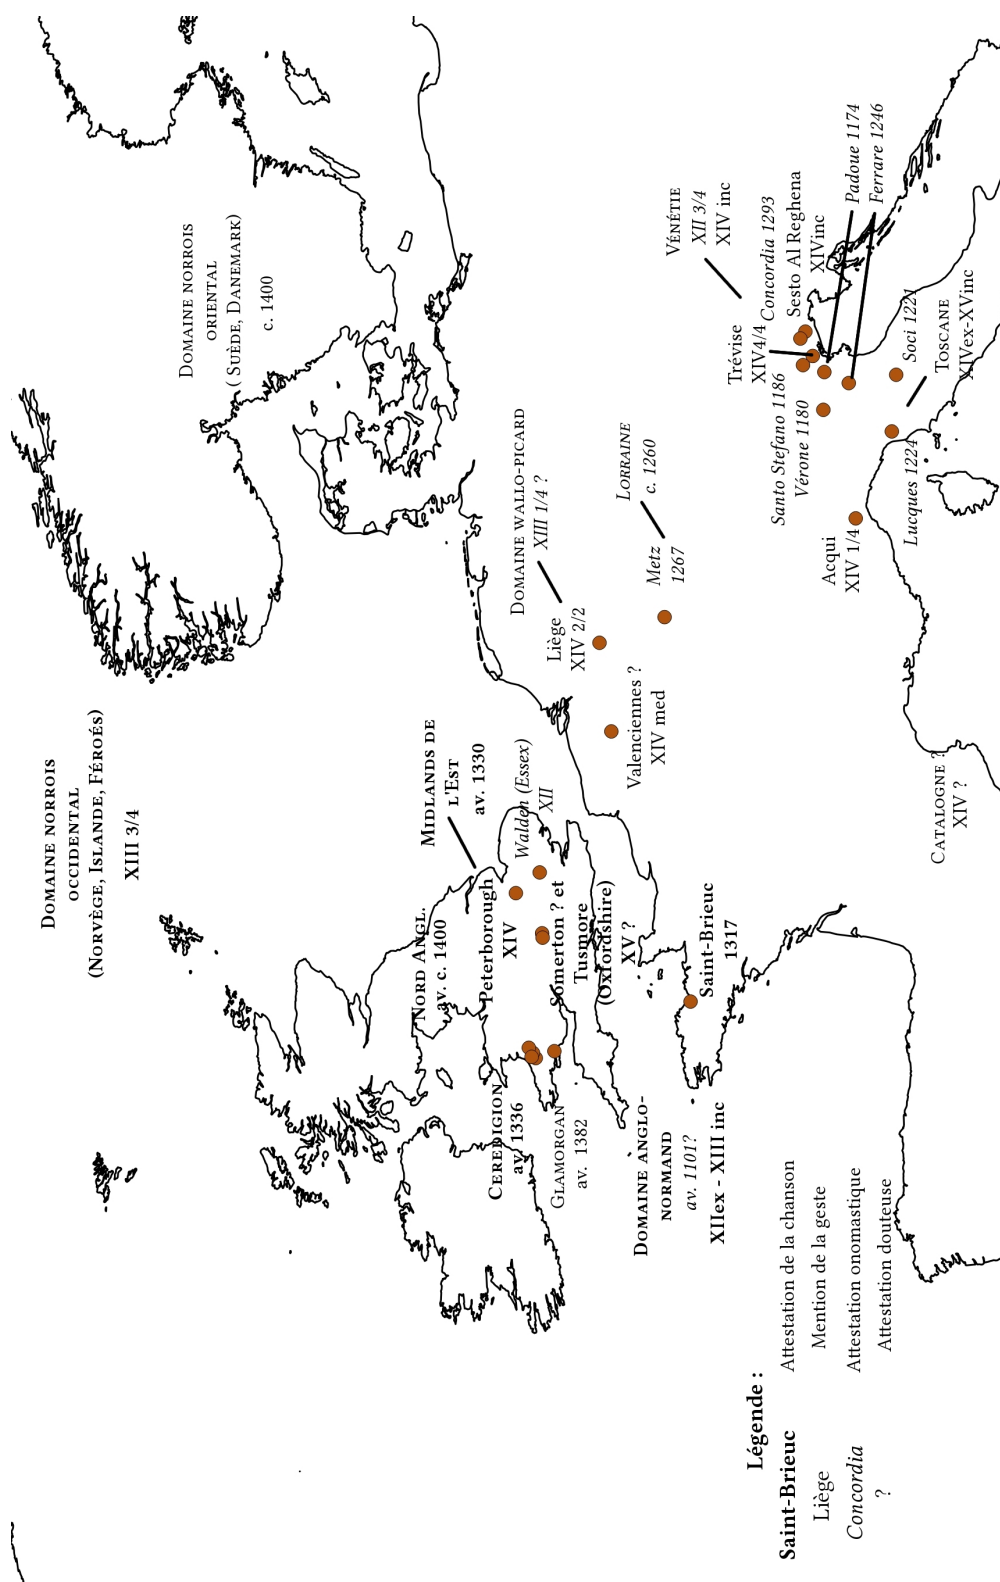 DOMAINE NORROIS
OCCIDENTAL
(NORVÈGE, ISLANDE, FÉROÉS)
XIII 3/4
DOMAINE NORROIS
ORIENTAL
( SUÈDE, DANEMARK)
c. 1400
MIDLANDS DE
L'EST
av. 1330
NORD ANGL.
av. c. 1400
Peterborough
XIV
Walden (Essex)
XII
Somerton ? et
Tusmore
(Oxfordshire)
XV ?
CEREDIGION
av. 1336
GLAMORGAN
av. 1382
DOMAINE ANGLO-
NORMAND
av. 1101?
XIIex - XIII inc
Saint-Brieuc
1317
DOMAINE WALLO-PICARD
XIII 1/4 ?
Liège
XIV 2/2
Valenciennes ?
XIV med
LORRAINE
c. 1260
Metz
1267
VÉNÉTIE
XII 3/4
XIV inc
Trévise
XIV4/4
Concordia 1293
Sesto Al Reghena
XIVinc
Padoue 1174
Ferrare 1246
Santo Stefano 1186
Vérone 1180
Soci 1221
TOSCANE
XIVex-XVinc
Lucques 1224
Acqui
XIV 1/4
CATALOGNE ?
XIV ?
Légende :
Saint-Brieuc Attestation de la chanson
Liège Mention de la geste
Concordia Attestation onomastique
? Attestation douteuse